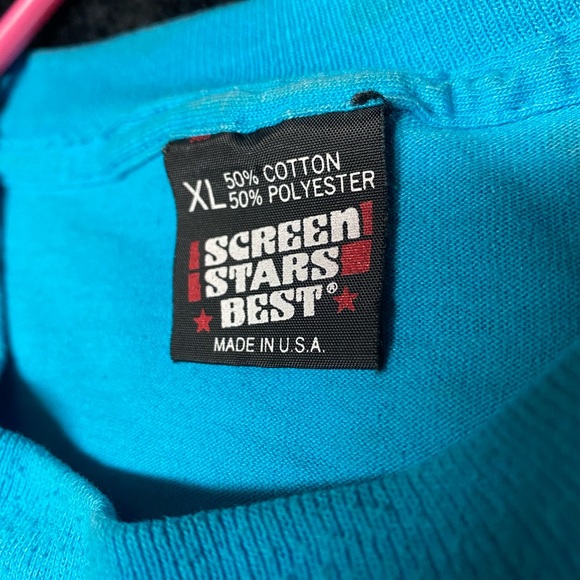 XL 50% COTTON
50% POLYESTER
SCREEN
STARS
BEST®
MADE IN U.S.A.